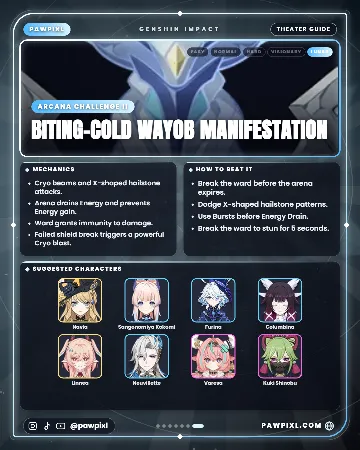 PAWPIXL
GENSHIN IMPACT
THEATER GUIDE
EASY
NORMAL
HARD
VISIONARY
LUNAR
ARCANA CHALLENGE II
BITING-COLD WAYOB MANIFESTATION
MECHANICS
Cryo beams and X-shaped hailstone
attacks.
Arena drains Energy and prevents
Energy gain.
Ward grants immunity to damage.
Failed shield break triggers a powerful
Cryo blast.
HOW TO BEAT IT
Break the ward before the arena
expires.
Dodge X-shaped hailstone patterns.
Use Bursts before Energy Drain.
Break the ward to stun for 5 seconds.
SUGGESTED CHARACTERS
Navia
Sangonomiya Kokomi
Furina
Columbina
Linnea
Neuvillette
Varesa
Kuki Shinobu
@pawpixl
PAWPIXL.COM